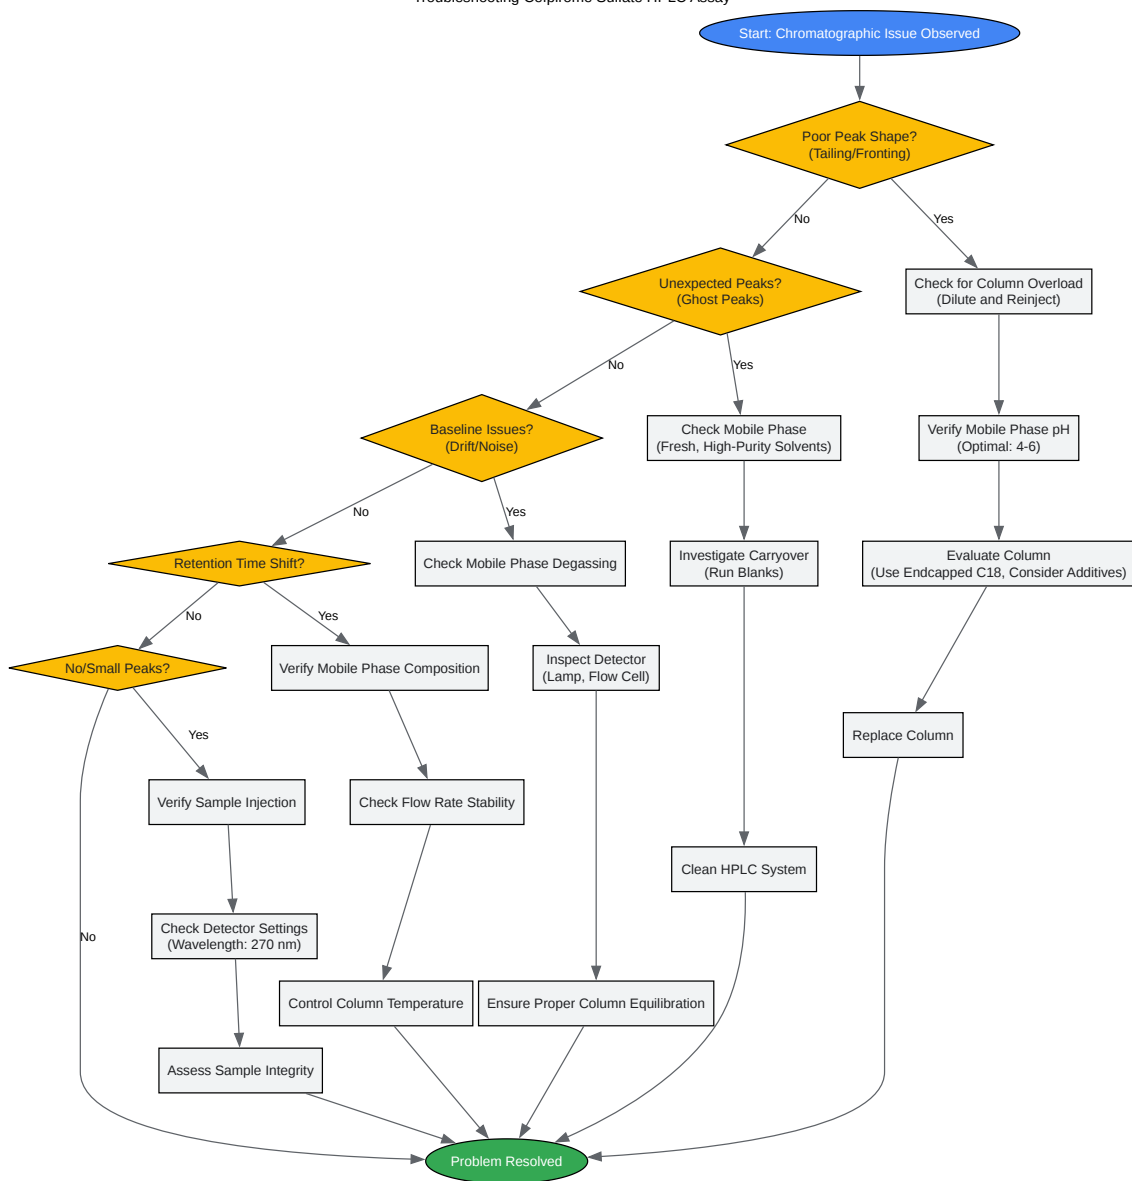 Troubleshooting Cefpirome Sulfate HPLC Assay
Start: Chromatographic Issue Observed
Poor Peak Shape?
(Tailing/Fronting)
No
Yes
Unexpected Peaks?
(Ghost Peaks)
Check for Column Overload
(Dilute and Reinject)
No
Yes
Baseline Issues?
(Drift/Noise)
Check Mobile Phase
(Fresh, High-Purity Solvents)
Verify Mobile Phase pH
(Optimal: 4-6)
No
Yes
Retention Time Shift?
Check Mobile Phase Degassing
Investigate Carryover
(Run Blanks)
Evaluate Column
(Use Endcapped C18, Consider Additives)
No
Yes
No/Small Peaks?
Verify Mobile Phase Composition
Inspect Detector
(Lamp, Flow Cell)
Yes
Replace Column
Verify Sample Injection
Check Flow Rate Stability
Clean HPLC System
No
Check Detector Settings
(Wavelength: 270 nm)
Control Column Temperature
Ensure Proper Column Equilibration
Assess Sample Integrity
Problem Resolved